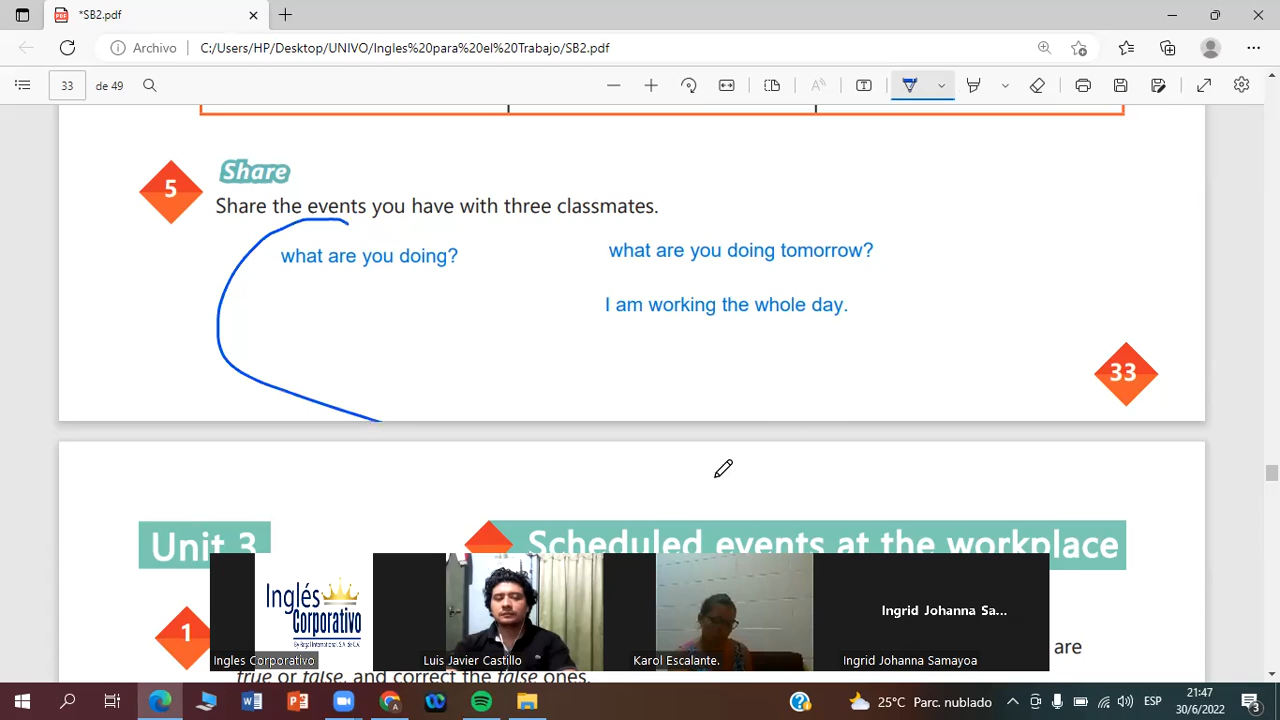 *SB2.pdf
Archivo
C:/Users/HP/Desktop/UNIVO/Ingles%20para%20el%20Trabajo/SB2.pdf
33
de 49
5
Share
Share the events you have with three classmates.
what are you doing?
what are you doing tomorrow?
I am working the whole day.
33
Unit 3
Scheduled events at the workplace
1
are
true or false, and correct the false ones.
Inglés
Corporativo
Ingles Corporativo
Luis Javier Castillo
Karol Escalante.
Ingrid Johanna Sa...
Ingrid Johanna Samayoa
25°C Parc. nublado
ESP
21:47
30/6/2022
3